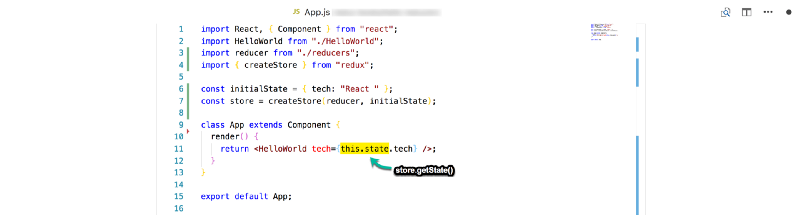 JS App.js
1 import React, { Component } from "react";
2 import HelloWorld from "./HelloWorld";
3 import reducer from "./reducers";
4 import { createStore } from "redux";
5
6 const initialState = { tech: "React " };
7 const store = createStore(reducer, initialState);
8
9 class App extends Component {
10 render() {
11 return <HelloWorld tech={this.state.tech} />;
12 }
13 }
14
15 export default App;
16
store.getState()